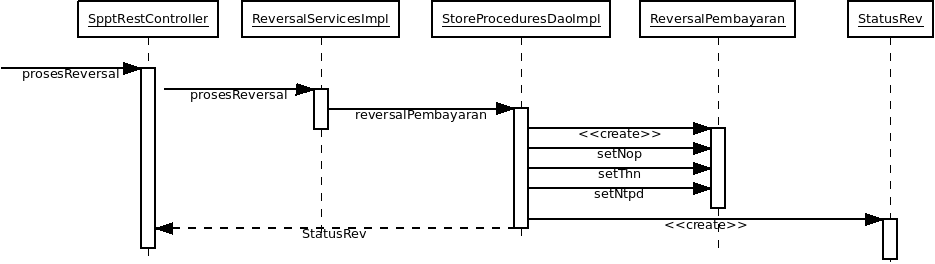 SpptRestController
ReversalServicesImpl
StoreProceduresDaoImpl
ReversalPembayaran
StatusRev
prosesReversal
prosesReversal
reversalPembayaran
<<create>>
setNop
setThn
setNtpd
<<create>>
StatusRev